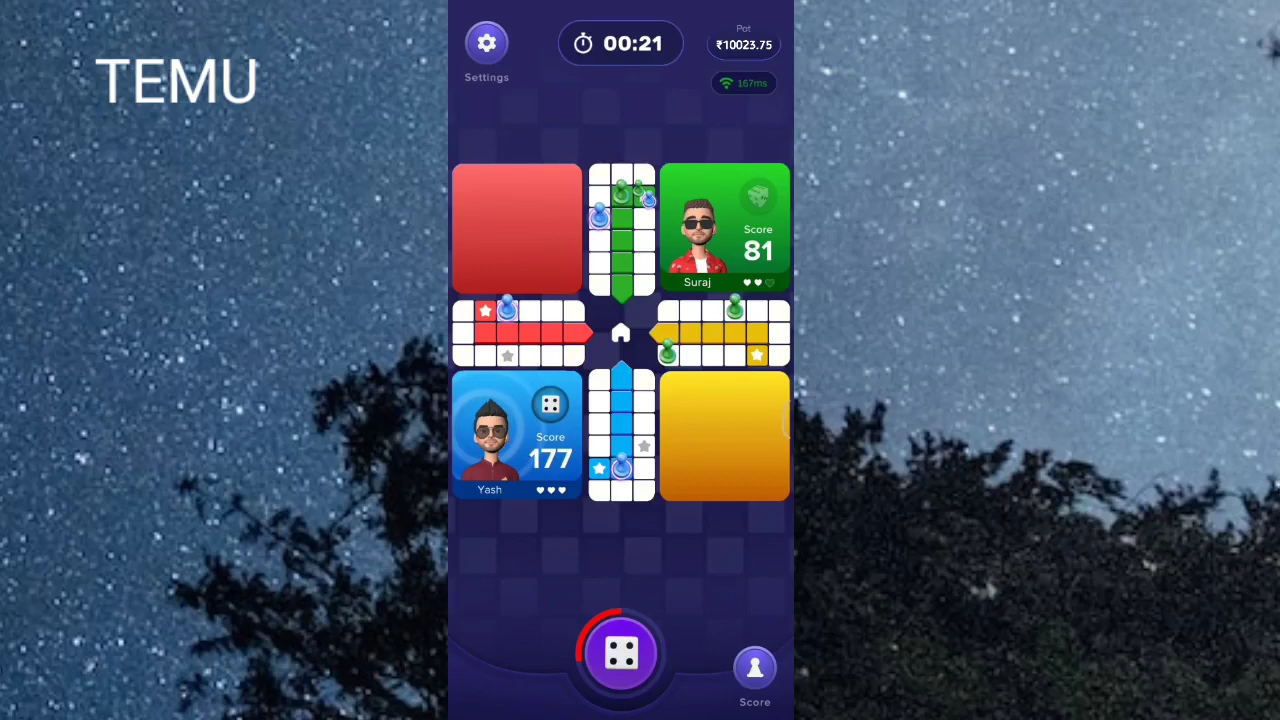 TEMU
Settings
00:21
Pot
₹10023.75
167ms
Score
81
Suraj
Score
177
Yash
Score